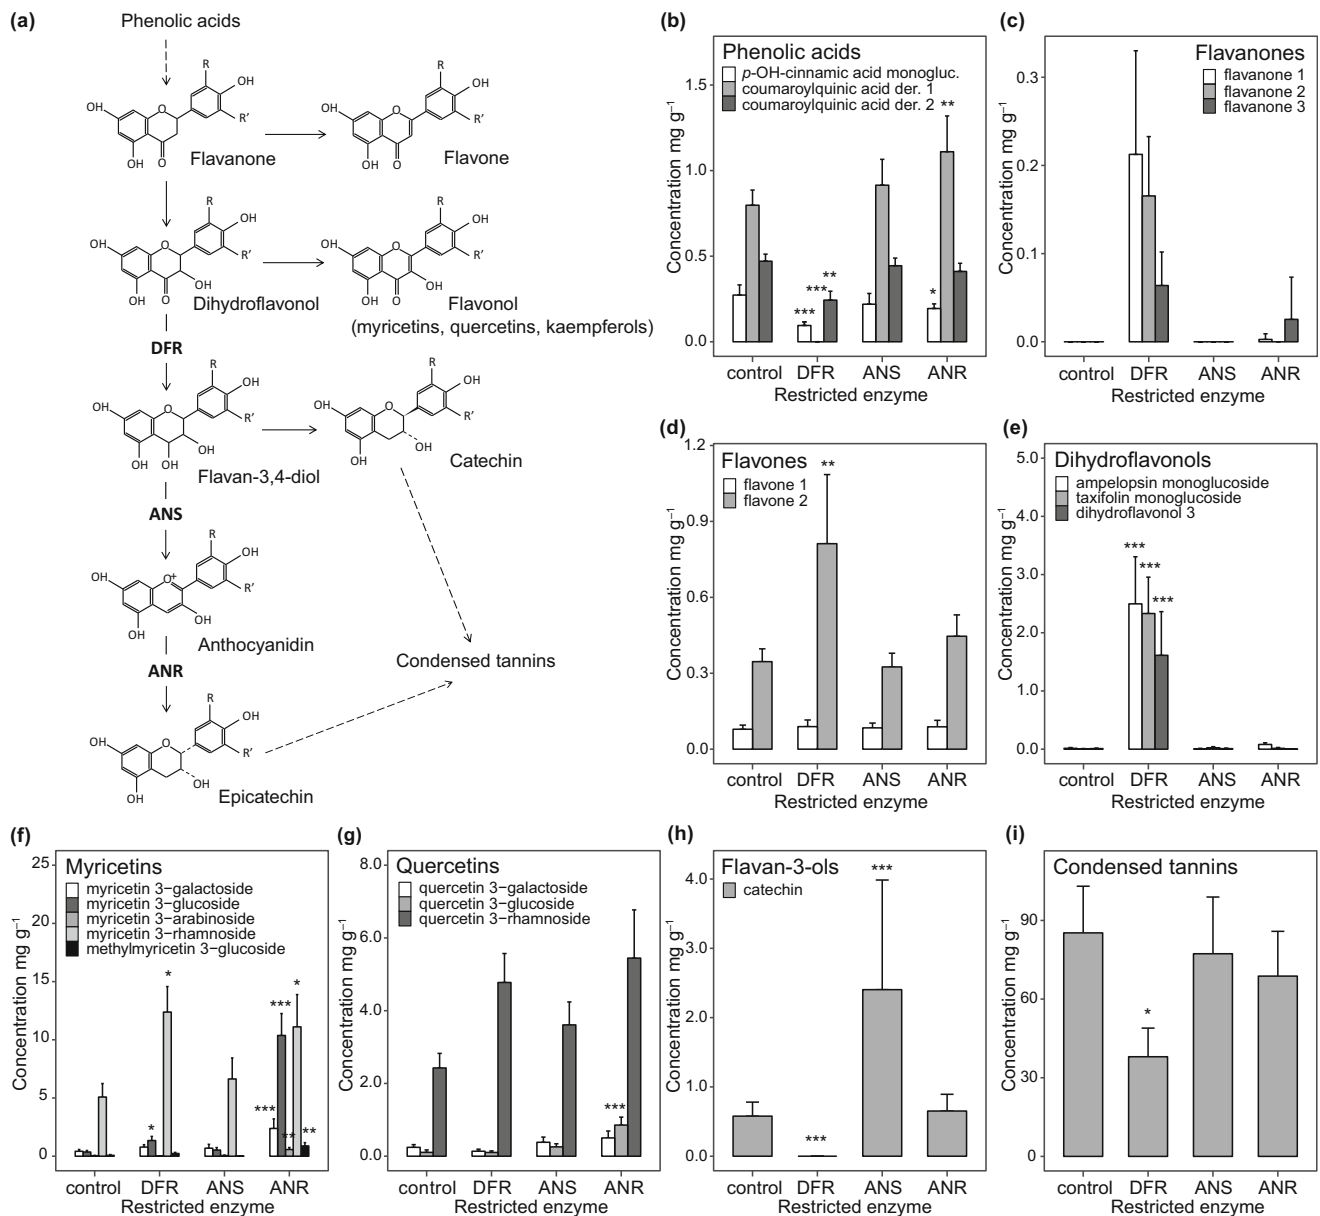 (a)
Phenolic acids
R
OH
HO
O
R′
OH
O
Flavanone
R
OH
HO
O
R′
OH
O
Flavone
R
OH
HO
O
R′
OH
OH
O
Dihydroflavonol
R
OH
HO
O
R′
OH
OH
O
Flavonol
(myricetins, quercetins, kaempferols)
DFR
R
OH
HO
O
R′
OH
OH
OH
Flavan-3,4-diol
R
OH
HO
O
R′
OH
OH
Catechin
ANS
R
OH
HO
O+
R′
OH
OH
Anthocyanidin
Condensed tannins
ANR
R
OH
HO
O
R′
OH
OH
Epicatechin
(b)
Phenolic acids
p-OH-cinnamic acid monogluc.
coumaroylquinic acid der. 1
coumaroylquinic acid der. 2
Concentration mg g⁻¹
1.5
1.0
0.5
0.0
***
***
**
*
**
control DFR ANS ANR
Restricted enzyme
(c)
Flavanones
flavanone 1
flavanone 2
flavanone 3
Concentration mg g⁻¹
0.3
0.2
0.1
0.0
control DFR ANS ANR
Restricted enzyme
(d)
Flavones
flavone 1
flavone 2
Concentration mg g⁻¹
1.2
0.9
0.6
0.3
0.0
**
control DFR ANS ANR
Restricted enzyme
(e)
Dihydroflavonols
ampelopsin monoglucoside
taxifolin monoglucoside
dihydroflavonol 3
Concentration mg g⁻¹
5.0
4.0
3.0
2.0
1.0
0.0
***
***
***
control DFR ANS ANR
Restricted enzyme
(f)
Myricetins
myricetin 3−galactoside
myricetin 3−glucoside
myricetin 3−arabinoside
myricetin 3−rhamnoside
methylmyricetin 3−glucoside
Concentration mg g⁻¹
25
20
15
10
5
0
*
*
***
***
**
*
**
control DFR ANS ANR
Restricted enzyme
(g)
Quercetins
quercetin 3−galactoside
quercetin 3−glucoside
quercetin 3−rhamnoside
Concentration mg g⁻¹
8.0
6.0
4.0
2.0
0.0
***
control DFR ANS ANR
Restricted enzyme
(h)
Flavan-3-ols
catechin
Concentration mg g⁻¹
4.0
3.0
2.0
1.0
0.0
***
***
control DFR ANS ANR
Restricted enzyme
(i)
Condensed tannins
Concentration mg g⁻¹
90
60
30
0
*
control DFR ANS ANR
Restricted enzyme